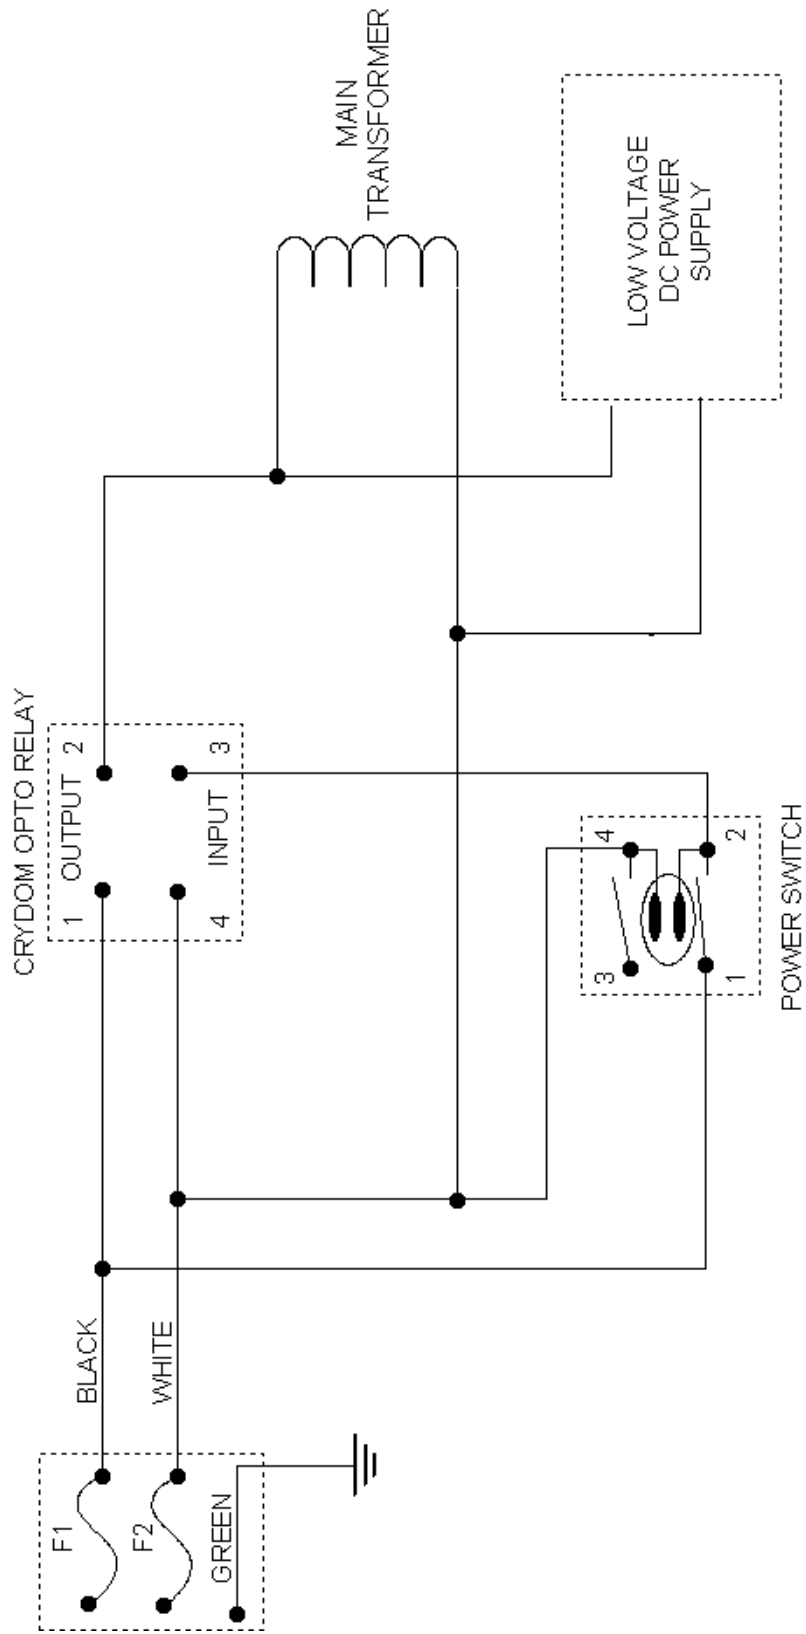 MAIN
TRANSFORMER
LOW VOLTAGE
DC POWER
SUPPLY
CRYDOM OPTO RELAY
1 OUTPUT 2
4 INPUT 3
3 4
1 2
POWER SWITCH
BLACK
WHITE
F1
F2
GREEN